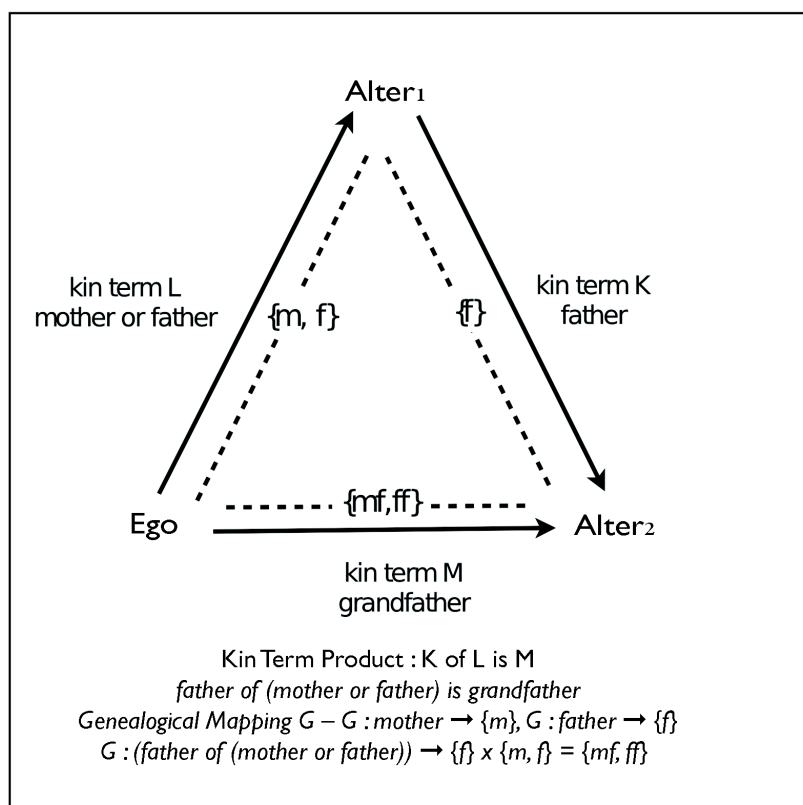 Alter1
kin term L
mother or father
{m, f}
{f}
kin term K
father
{mf,ff}
Ego
Alter2
kin term M
grandfather
Kin Term Product : K of L is M
father of (mother or father) is grandfather
Genealogical Mapping G – G : mother → {m}, G : father → {f}
G : (father of (mother or father)) → {f} x {m, f} = {mf, ff}